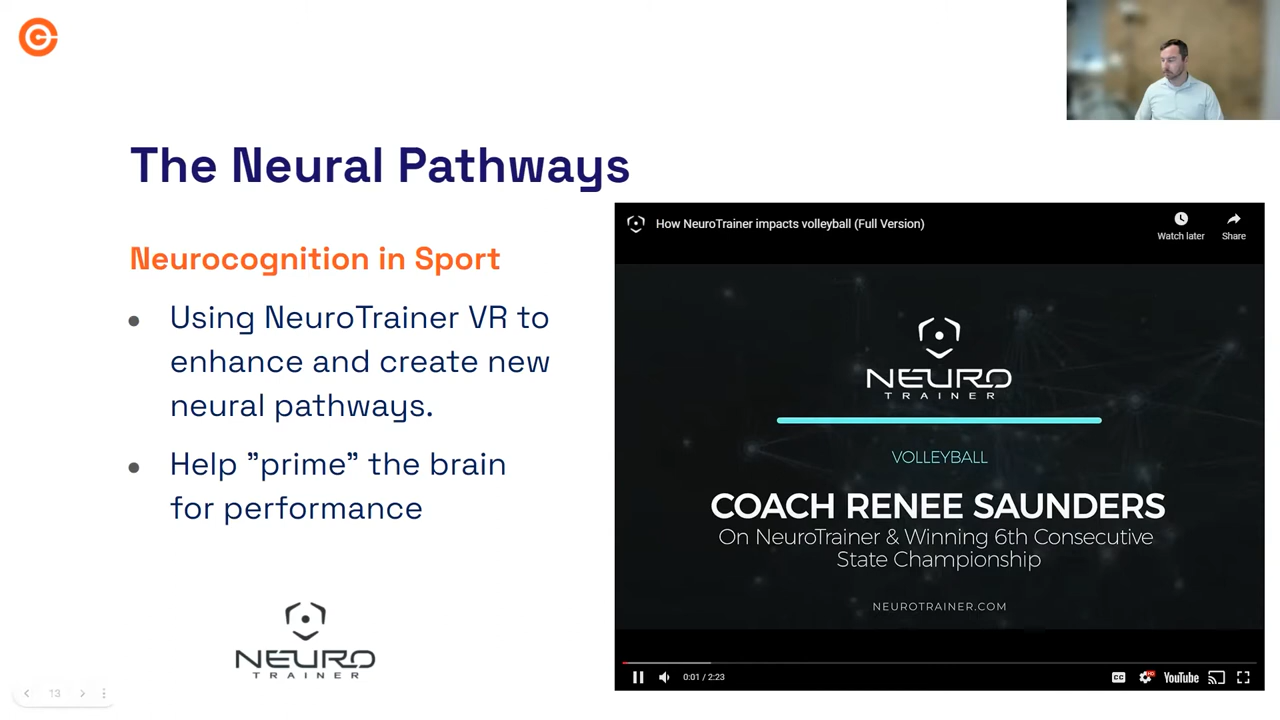 The Neural Pathways
Neurocognition in Sport
Using NeuroTrainer VR to
enhance and create new
neural pathways.
Help "prime" the brain
for performance
NEURO
TRAINER
13
How NeuroTrainer impacts volleyball (Full Version)
Watch later
Share
NEURO
TRAINER
VOLLEYBALL
COACH RENEE SAUNDERS
On NeuroTrainer & Winning 6th Consecutive
State Championship
NEUROTRAINER.COM
0:01 / 2:23
CC
HD
YouTube